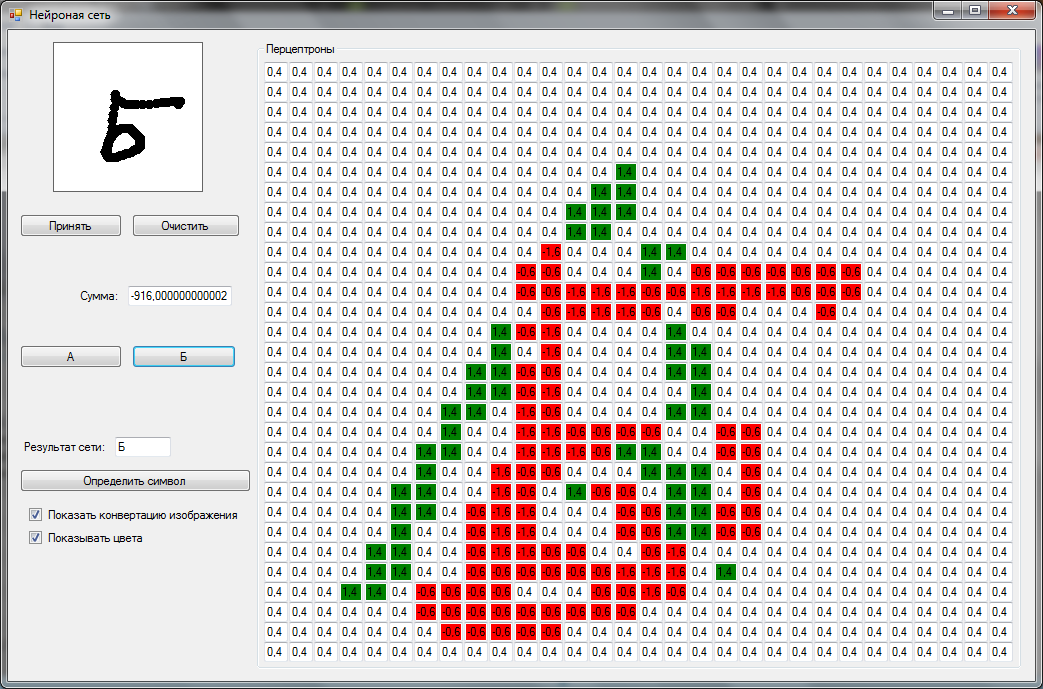 Нейроная сеть
Перцептроны
Принять Очистить
Сумма: -916,000000000002
А Б
Результат сети: Б
Определить символ
Показать конвертацию изображения
Показывать цвета
Б
0,4 0,4 0,4 0,4 0,4 0,4 0,4 0,4 0,4 0,4 0,4 0,4 0,4 0,4 0,4 0,4 0,4 0,4 0,4 0,4 0,4 0,4 0,4 0,4 0,4 0,4 0,4 0,4 0,4 0,4
0,4 0,4 0,4 0,4 0,4 0,4 0,4 0,4 0,4 0,4 0,4 0,4 0,4 0,4 0,4 0,4 0,4 0,4 0,4 0,4 0,4 0,4 0,4 0,4 0,4 0,4 0,4 0,4 0,4 0,4
0,4 0,4 0,4 0,4 0,4 0,4 0,4 0,4 0,4 0,4 0,4 0,4 0,4 0,4 0,4 0,4 0,4 0,4 0,4 0,4 0,4 0,4 0,4 0,4 0,4 0,4 0,4 0,4 0,4 0,4
0,4 0,4 0,4 0,4 0,4 0,4 0,4 0,4 0,4 0,4 0,4 0,4 0,4 0,4 0,4 0,4 0,4 0,4 0,4 0,4 0,4 0,4 0,4 0,4 0,4 0,4 0,4 0,4 0,4 0,4
0,4 0,4 0,4 0,4 0,4 0,4 0,4 0,4 0,4 0,4 0,4 0,4 0,4 0,4 0,4 0,4 0,4 0,4 0,4 0,4 0,4 0,4 0,4 0,4 0,4 0,4 0,4 0,4 0,4 0,4
0,4 0,4 0,4 0,4 0,4 0,4 0,4 0,4 0,4 0,4 0,4 0,4 0,4 0,4 1,4 0,4 0,4 0,4 0,4 0,4 0,4 0,4 0,4 0,4 0,4 0,4 0,4 0,4 0,4 0,4
0,4 0,4 0,4 0,4 0,4 0,4 0,4 0,4 0,4 0,4 0,4 0,4 0,4 1,4 1,4 0,4 0,4 0,4 0,4 0,4 0,4 0,4 0,4 0,4 0,4 0,4 0,4 0,4 0,4 0,4
0,4 0,4 0,4 0,4 0,4 0,4 0,4 0,4 0,4 0,4 0,4 0,4 1,4 1,4 1,4 0,4 0,4 0,4 0,4 0,4 0,4 0,4 0,4 0,4 0,4 0,4 0,4 0,4 0,4 0,4
0,4 0,4 0,4 0,4 0,4 0,4 0,4 0,4 0,4 0,4 0,4 0,4 1,4 1,4 0,4 0,4 0,4 0,4 0,4 0,4 0,4 0,4 0,4 0,4 0,4 0,4 0,4 0,4 0,4 0,4
0,4 0,4 0,4 0,4 0,4 0,4 0,4 0,4 0,4 0,4 0,4 -1,6 0,4 0,4 0,4 1,4 1,4 0,4 0,4 0,4 0,4 0,4 0,4 0,4 0,4 0,4 0,4 0,4 0,4 0,4
0,4 0,4 0,4 0,4 0,4 0,4 0,4 0,4 0,4 0,4 -0,6 -0,6 0,4 0,4 0,4 1,4 0,4 -0,6 -0,6 -0,6 -0,6 -0,6 -0,6 -0,6 0,4 0,4 0,4 0,4 0,4 0,4
0,4 0,4 0,4 0,4 0,4 0,4 0,4 0,4 0,4 0,4 -0,6 -0,6 -1,6 -1,6 -1,6 -0,6 -0,6 -1,6 -1,6 -1,6 -1,6 -0,6 -0,6 -0,6 0,4 0,4 0,4 0,4 0,4 0,4
0,4 0,4 0,4 0,4 0,4 0,4 0,4 0,4 0,4 0,4 0,4 -0,6 -1,6 -1,6 -1,6 -0,6 0,4 -0,6 -0,6 0,4 0,4 0,4 -0,6 0,4 0,4 0,4 0,4 0,4 0,4 0,4
0,4 0,4 0,4 0,4 0,4 0,4 0,4 0,4 0,4 1,4 -0,6 -1,6 0,4 0,4 0,4 0,4 1,4 0,4 0,4 0,4 0,4 0,4 0,4 0,4 0,4 0,4 0,4 0,4 0,4 0,4
0,4 0,4 0,4 0,4 0,4 0,4 0,4 0,4 0,4 1,4 0,4 -1,6 0,4 0,4 0,4 0,4 1,4 1,4 0,4 0,4 0,4 0,4 0,4 0,4 0,4 0,4 0,4 0,4 0,4 0,4
0,4 0,4 0,4 0,4 0,4 0,4 0,4 0,4 1,4 1,4 -0,6 -0,6 0,4 0,4 0,4 0,4 1,4 1,4 0,4 0,4 0,4 0,4 0,4 0,4 0,4 0,4 0,4 0,4 0,4 0,4
0,4 0,4 0,4 0,4 0,4 0,4 0,4 0,4 1,4 1,4 -0,6 -1,6 0,4 0,4 0,4 0,4 0,4 1,4 0,4 0,4 0,4 0,4 0,4 0,4 0,4 0,4 0,4 0,4 0,4 0,4
0,4 0,4 0,4 0,4 0,4 0,4 0,4 1,4 1,4 0,4 -1,6 -0,6 0,4 0,4 0,4 0,4 1,4 1,4 0,4 0,4 0,4 0,4 0,4 0,4 0,4 0,4 0,4 0,4 0,4 0,4
0,4 0,4 0,4 0,4 0,4 0,4 0,4 1,4 0,4 0,4 -1,6 -1,6 -0,6 -0,6 -0,6 -0,6 0,4 0,4 -0,6 -0,6 0,4 0,4 0,4 0,4 0,4 0,4 0,4 0,4 0,4 0,4
0,4 0,4 0,4 0,4 0,4 0,4 1,4 1,4 0,4 0,4 -1,6 -1,6 -1,6 -0,6 1,4 1,4 0,4 0,4 -0,6 -0,6 0,4 0,4 0,4 0,4 0,4 0,4 0,4 0,4 0,4 0,4
0,4 0,4 0,4 0,4 0,4 0,4 1,4 0,4 0,4 -1,6 -0,6 -0,6 0,4 0,4 0,4 1,4 1,4 1,4 0,4 -0,6 0,4 0,4 0,4 0,4 0,4 0,4 0,4 0,4 0,4 0,4
0,4 0,4 0,4 0,4 0,4 1,4 1,4 0,4 0,4 -1,6 -0,6 0,4 1,4 -0,6 -0,6 0,4 1,4 1,4 0,4 -0,6 0,4 0,4 0,4 0,4 0,4 0,4 0,4 0,4 0,4 0,4
0,4 0,4 0,4 0,4 0,4 1,4 1,4 0,4 -0,6 -1,6 -0,6 0,4 0,4 0,4 -0,6 -0,6 1,4 1,4 -0,6 -0,6 0,4 0,4 0,4 0,4 0,4 0,4 0,4 0,4 0,4 0,4
0,4 0,4 0,4 0,4 0,4 1,4 0,4 0,4 -0,6 -1,6 -1,6 0,4 0,4 0,4 -0,6 -0,6 1,4 1,4 -0,6 -0,6 0,4 0,4 0,4 0,4 0,4 0,4 0,4 0,4 0,4 0,4
0,4 0,4 0,4 0,4 1,4 1,4 0,4 0,4 -0,6 -1,6 -1,6 -0,6 -0,6 0,4 0,4 -0,6 -1,6 0,4 0,4 0,4 0,4 0,4 0,4 0,4 0,4 0,4 0,4 0,4 0,4 0,4
0,4 0,4 0,4 0,4 1,4 1,4 0,4 0,4 -0,6 -0,6 -0,6 -0,6 -0,6 -0,6 -1,6 -1,6 -1,6 0,4 1,4 0,4 0,4 0,4 0,4 0,4 0,4 0,4 0,4 0,4 0,4 0,4
0,4 0,4 0,4 1,4 1,4 0,4 -0,6 -0,6 -0,6 -0,6 0,4 0,4 0,4 -0,6 -0,6 -1,6 -0,6 0,4 0,4 0,4 0,4 0,4 0,4 0,4 0,4 0,4 0,4 0,4 0,4 0,4
0,4 0,4 0,4 0,4 0,4 0,4 -0,6 -0,6 -0,6 -0,6 -0,6 -0,6 -0,6 -0,6 -0,6 0,4 0,4 0,4 0,4 0,4 0,4 0,4 0,4 0,4 0,4 0,4 0,4 0,4 0,4 0,4
0,4 0,4 0,4 0,4 0,4 0,4 0,4 -0,6 -0,6 -0,6 -0,6 -0,6 0,4 0,4 0,4 0,4 0,4 0,4 0,4 0,4 0,4 0,4 0,4 0,4 0,4 0,4 0,4 0,4 0,4 0,4
0,4 0,4 0,4 0,4 0,4 0,4 0,4 0,4 0,4 0,4 0,4 0,4 0,4 0,4 0,4 0,4 0,4 0,4 0,4 0,4 0,4 0,4 0,4 0,4 0,4 0,4 0,4 0,4 0,4 0,4